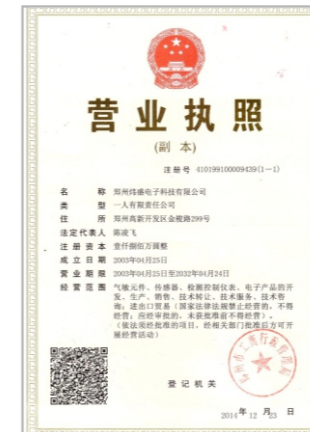 营业执照
(副 本)
注册号 410199100009439(1-1)
名 称 郑州炜盛电子科技有限公司
类 型 一人有限责任公司
住 所 郑州高新开发区金梭路299号
法定代表人 陈凌飞
注 册 资 本 壹仟捌佰万圆整
成 立 日 期 2003年04月25日
营 业 期 限 2003年04月25日至2032年04月24日
经 营 范 围 气敏元件、传感器、检测控制仪表、电子产品的开
发、生产、销售、技术转让、技术服务、技术咨
询；进出口贸易（国家法律法规禁止经营的，不得
经营；应经审批的，未获批准前不得经营）。
（依法须经批准的项目，经相关部门批准后方可开
展经营活动）
登 记 机 关
2014 年 12 月 23 日